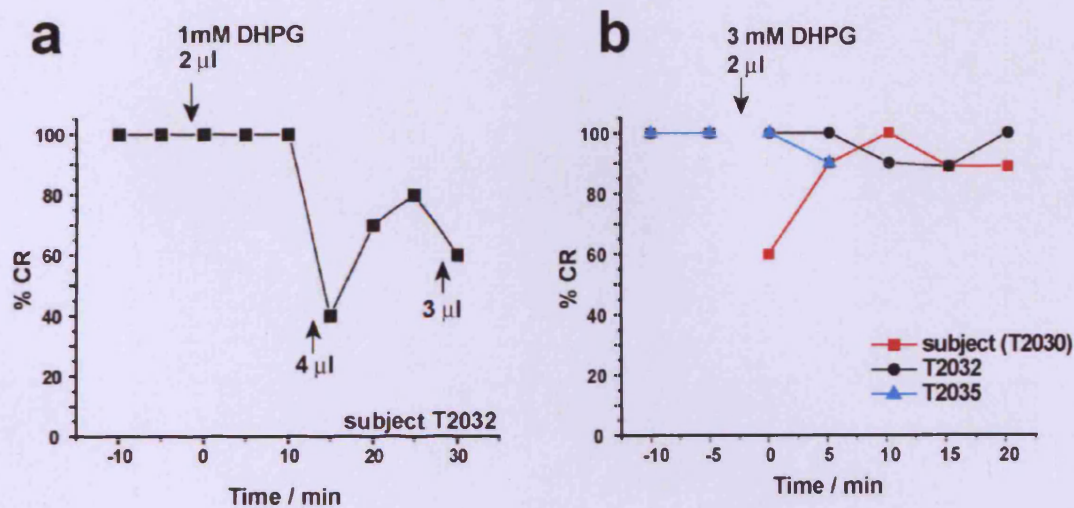 a
1mM DHPG
2 µl
100
80
60
40
20
0
% CR
4 µl
3 µl
subject T2032
-10
0
10
20
30
Time / min
b
3 mM DHPG
2 µl
100
80
60
40
20
0
% CR
subject (T2030)
T2032
T2035
-10
-5
0
5
10
15
20
Time / min